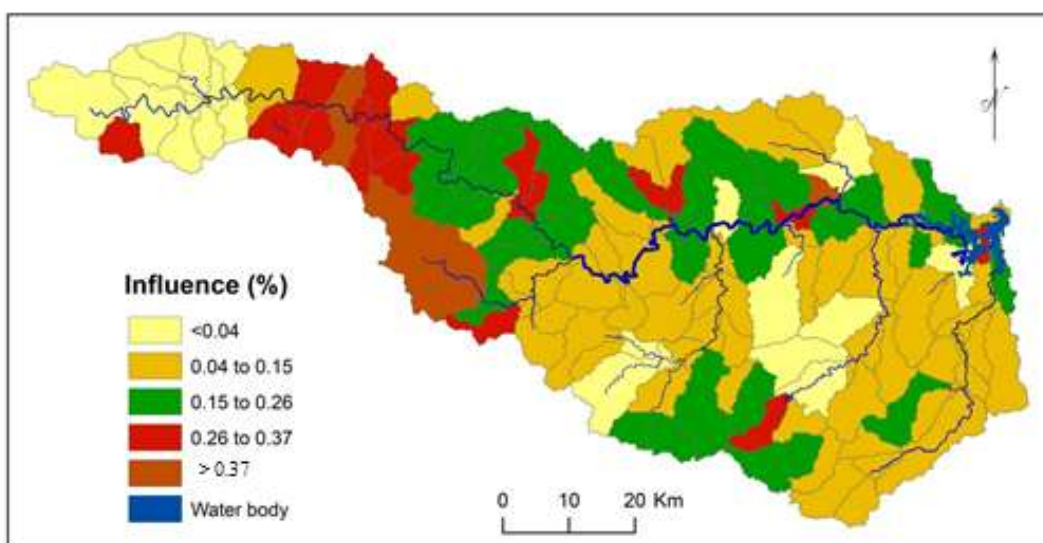 Influence (%)
<0.04
0.04 to 0.15
0.15 to 0.26
0.26 to 0.37
> 0.37
Water body
0 10 20 Km